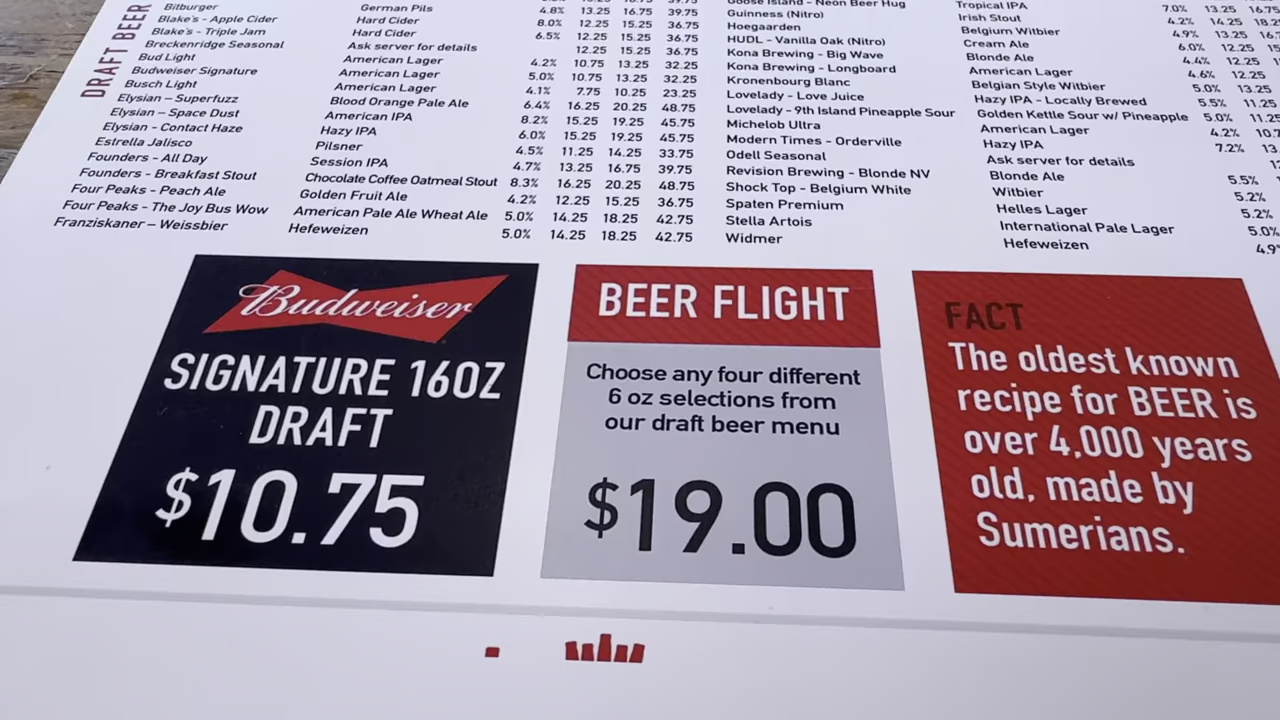 DRAFT BEER
Goose Island - Neon Beer Hug Tropical IPA 7.0% 13.25
Bitburger German Pils 4.8% 13.25 16.75 39.75 Guinness (Nitro) Irish Stout 4.2% 14.25
Blake's - Apple Cider Hard Cider 8.0% 12.25 15.25 36.75 Hoegaarden Belgium Witbier 4.9% 13.25
Blake's - Triple Jam Hard Cider 6.5% 12.25 15.25 36.75 HUDL - Vanilla Oak (Nitro) Cream Ale 6.0% 12.25
Breckenridge Seasonal Ask server for details 12.25 15.25 36.75 Kona Brewing - Big Wave Blonde Ale 4.4% 12.25
Bud Light American Lager 4.2% 10.75 13.25 32.25 Kona Brewing - Longboard American Lager 4.6% 12.25
Budweiser Signature American Lager 5.0% 10.75 13.25 32.25 Kronenbourg Blanc Belgian Style Witbier 5.0% 13.25
Busch Light American Lager 4.1% 7.75 10.25 23.25 Lovelady - Love Juice Hazy IPA - Locally Brewed 5.5% 11.25
Elysian – Superfuzz Blood Orange Pale Ale 6.4% 16.25 20.25 48.75 Lovelady - 9th Island Pineapple Sour Golden Kettle Sour w/ Pineapple 5.0%
Elysian – Space Dust American IPA 8.2% 15.25 19.25 45.75 Michelob Ultra American Lager 4.2%
Elysian - Contact Haze Hazy IPA 6.0% 15.25 19.25 45.75 Modern Times - Orderville Hazy IPA 7.2%
Estrella Jalisco Pilsner 4.5% 11.25 14.25 33.75 Odell Seasonal Ask server for details
Founders - All Day Session IPA 4.7% 13.25 16.75 39.75 Revision Brewing - Blonde NV Blonde Ale 5.5%
Founders - Breakfast Stout Chocolate Coffee Oatmeal Stout 8.3% 16.25 20.25 48.75 Shock Top - Belgium White Witbier 5.2%
Four Peaks - Peach Ale Golden Fruit Ale 4.2% 12.25 15.25 36.75 Spaten Premium Helles Lager 5.2%
Four Peaks - The Joy Bus Wow American Pale Ale Wheat Ale 5.0% 14.25 18.25 42.75 Stella Artois International Pale Lager 5.0%
Franziskaner – Weissbier Hefeweizen 5.0% 14.25 18.25 42.75 Widmer Hefeweizen 4.9
Budweiser
SIGNATURE 16OZ
DRAFT
$10.75
BEER FLIGHT
Choose any four different
6 oz selections from
our draft beer menu
$19.00
FACT
The oldest known
recipe for BEER is
over 4,000 years
old, made by
Sumerians.